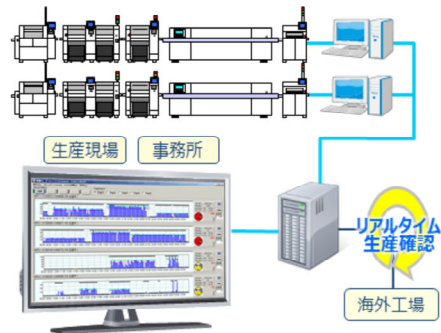 生産現場
事務所
リアルタイム
生産確認
海外工場